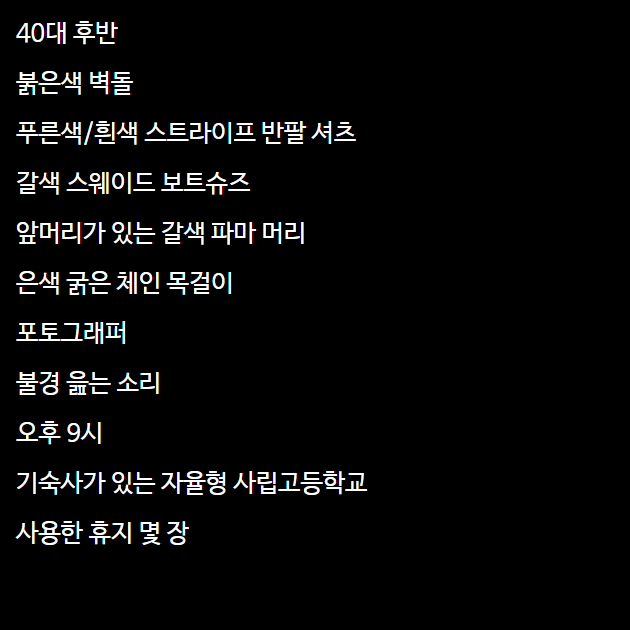 40대 후반
붉은색 벽돌
푸른색/흰색 스트라이프 반팔 셔츠
갈색 스웨이드 보트슈즈
앞머리가 있는 갈색 파마 머리
은색 굵은 체인 목걸이
포토그래퍼
불경 읊는 소리
오후 9시
기숙사가 있는 자율형 사립고등학교
사용한 휴지 몇 장